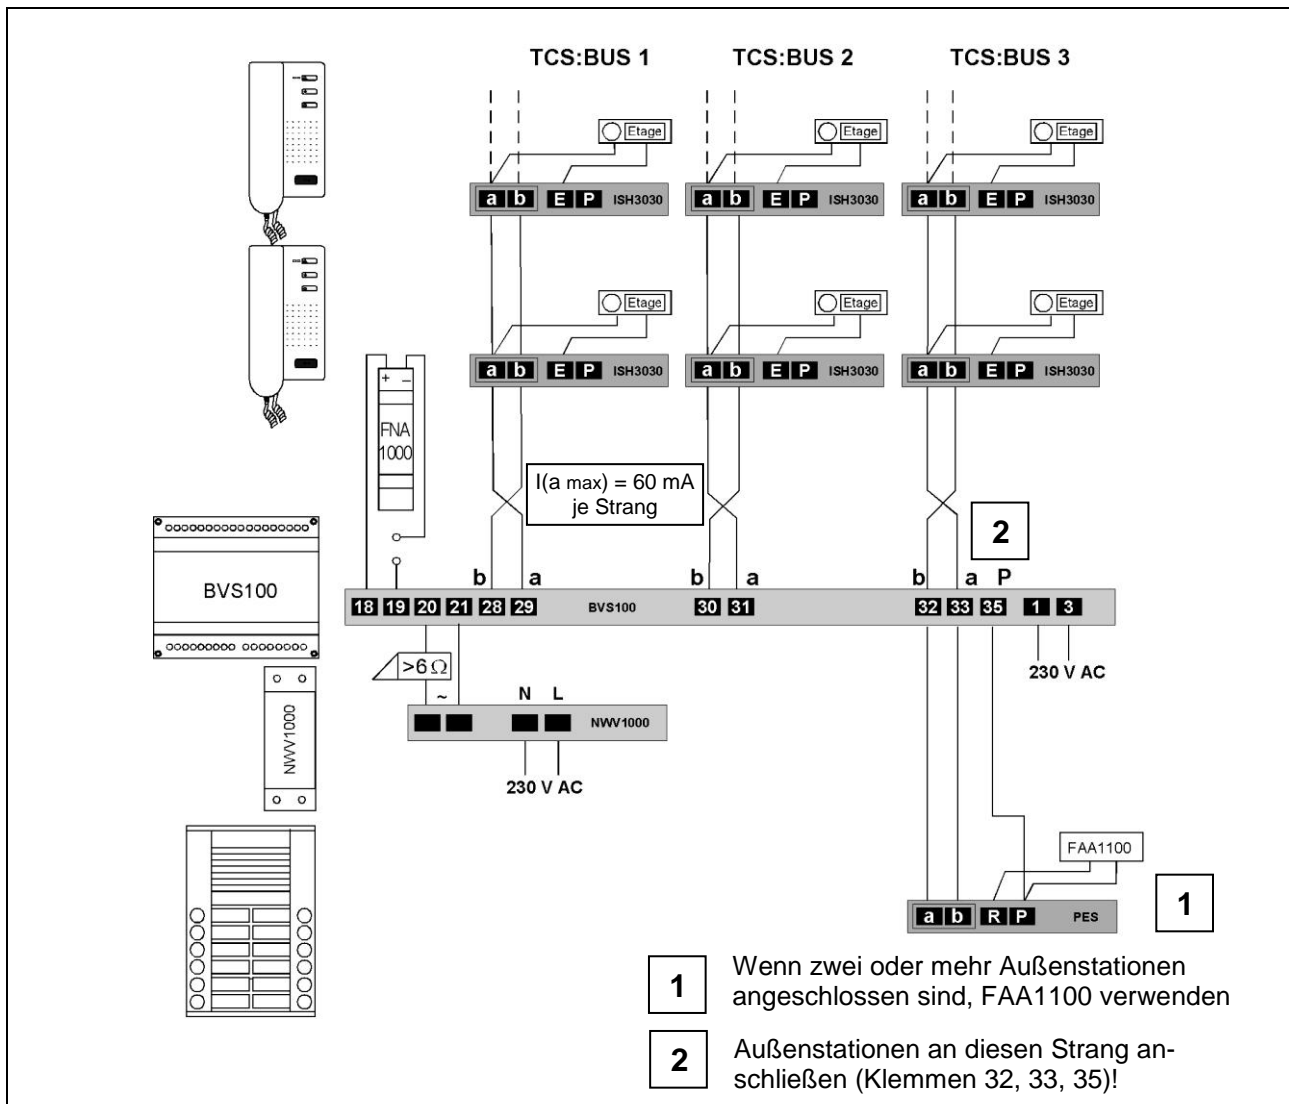 TCS:BUS 1 TCS:BUS 2 TCS:BUS 3
Etage Etage Etage
a b E P ISH3030 a b E P ISH3030 a b E P ISH3030
Etage Etage Etage
a b E P ISH3030 a b E P ISH3030 a b E P ISH3030
+ −
FNA
1000
I(a max) = 60 mA
je Strang
2
BVS100
b a b a b a P
18 19 20 21 28 29 BVS100 30 31 32 33 35 1 3
>6 Ω
230 V AC
~ N L
NWV1000
NWV1000
230 V AC
FAA1100
a b R P PES
1
1 Wenn zwei oder mehr Außenstationen
angeschlossen sind, FAA1100 verwenden
2 Außenstationen an diesen Strang an-
schließen (Klemmen 32, 33, 35)!